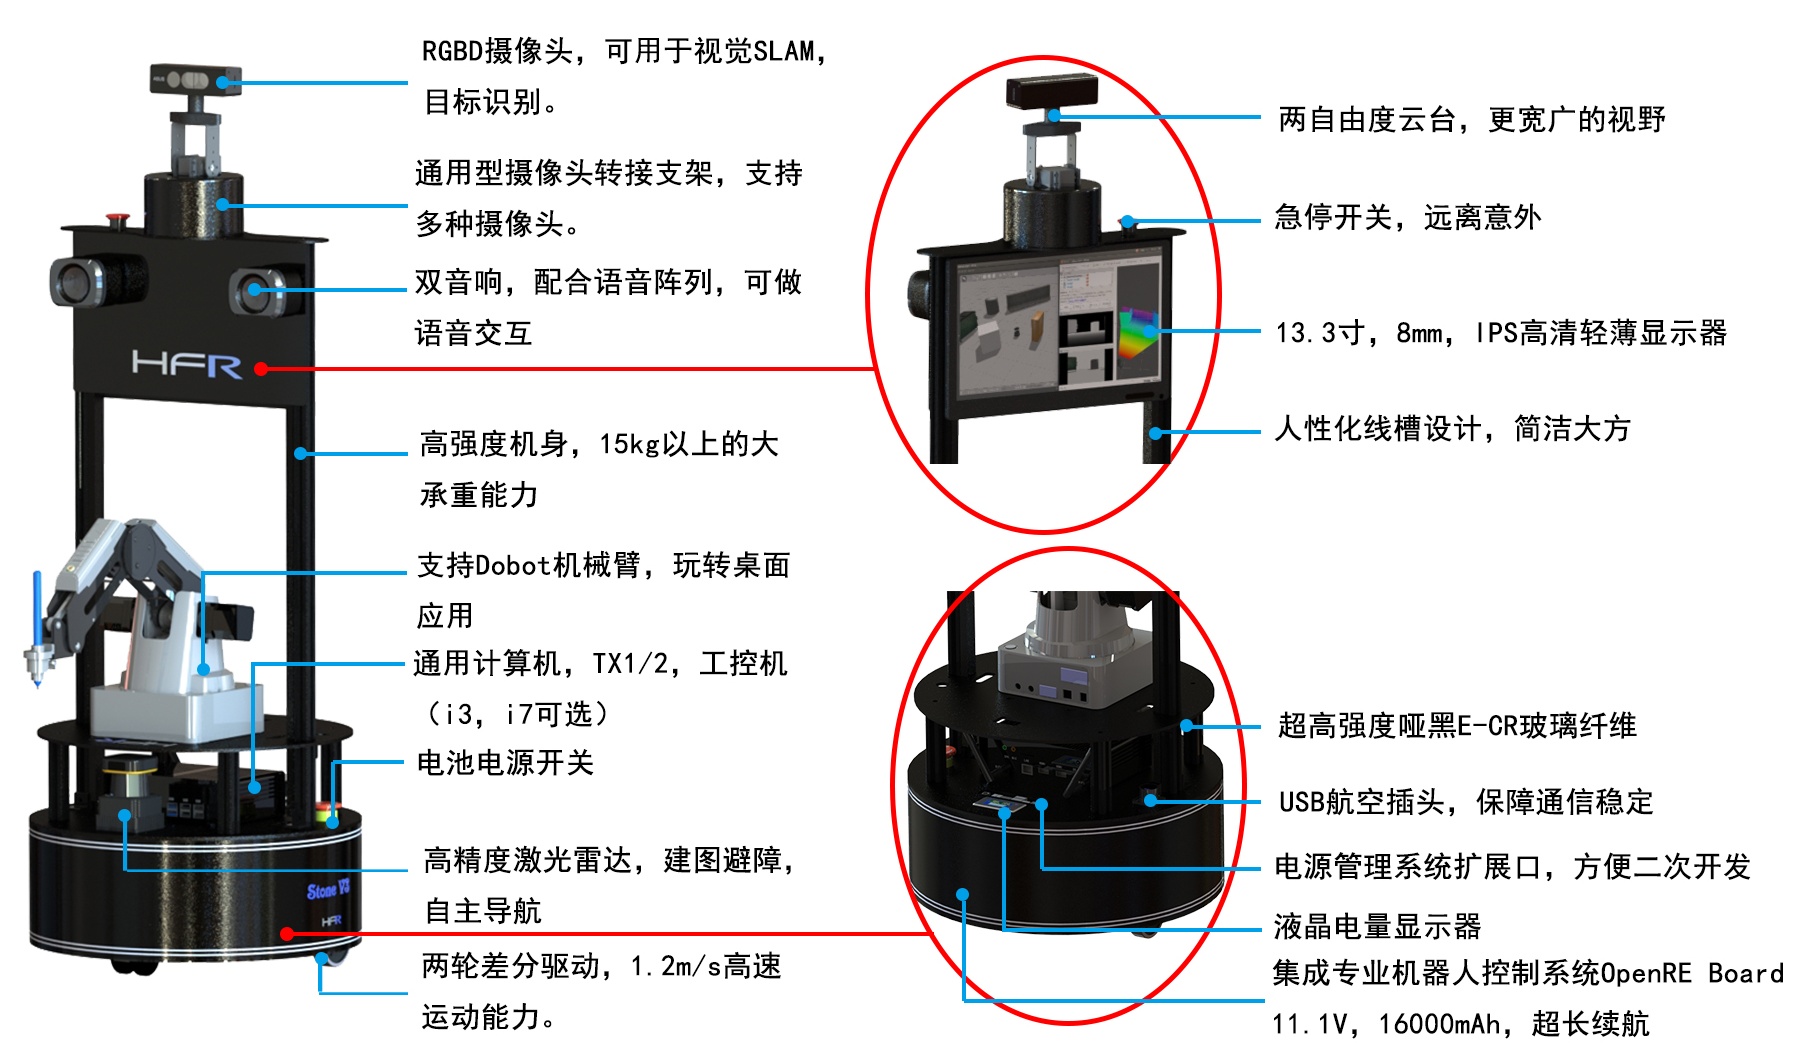 RGBD摄像头，可用于视觉SLAM，
目标识别。
通用型摄像头转接支架，支持
多种摄像头。
双音响，配合语音阵列，可做
语音交互
HFR
高强度机身，15kg以上的大
承重能力
支持Dobot机械臂，玩转桌面
应用
通用计算机，TX1/2，工控机
（i3，i7可选）
电池电源开关
高精度激光雷达，建图避障，
自主导航
Stone V3
HFR
两轮差分驱动，1.2m/s高速
运动能力。
两自由度云台，更宽广的视野
急停开关，远离意外
13.3寸，8mm，IPS高清轻薄显示器
人性化线槽设计，简洁大方
超高强度哑黑E-CR玻璃纤维
USB航空插头，保障通信稳定
电源管理系统扩展口，方便二次开发
液晶电量显示器
集成专业机器人控制系统OpenRE Board
11.1V，16000mAh，超长续航